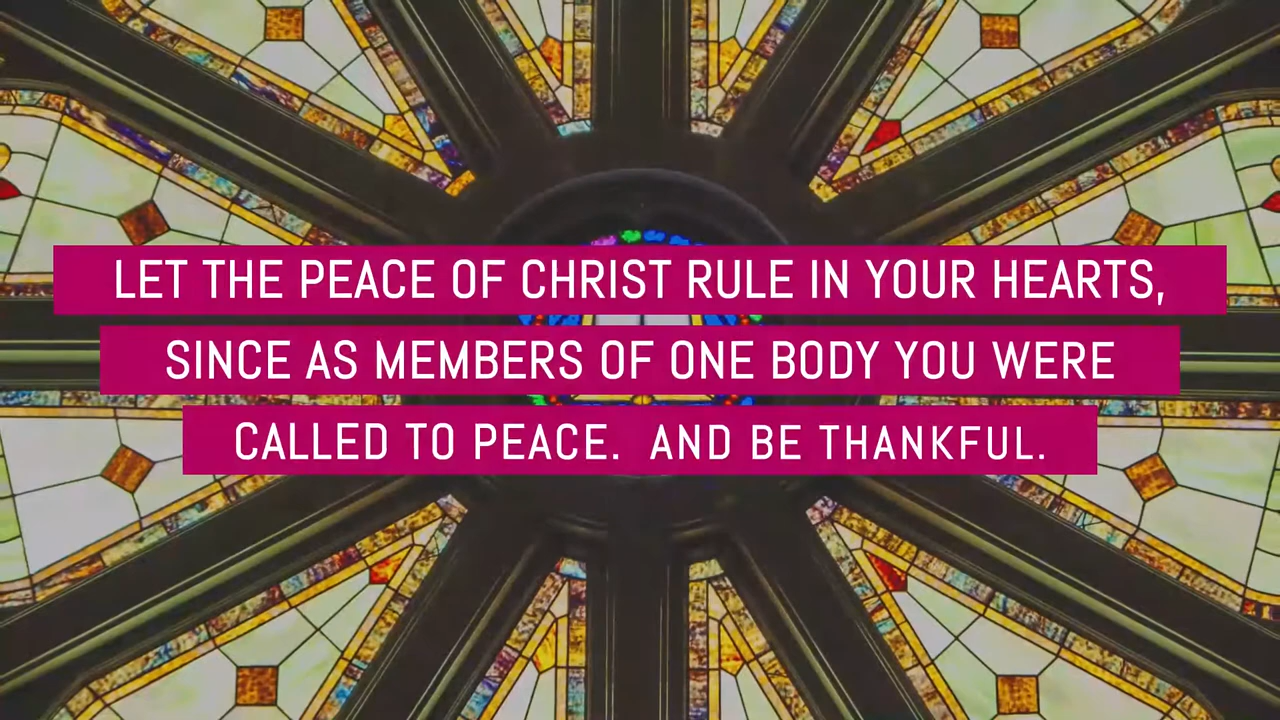 LET THE PEACE OF CHRIST RULE IN YOUR HEARTS,
SINCE AS MEMBERS OF ONE BODY YOU WERE
CALLED TO PEACE.  AND BE THANKFUL.